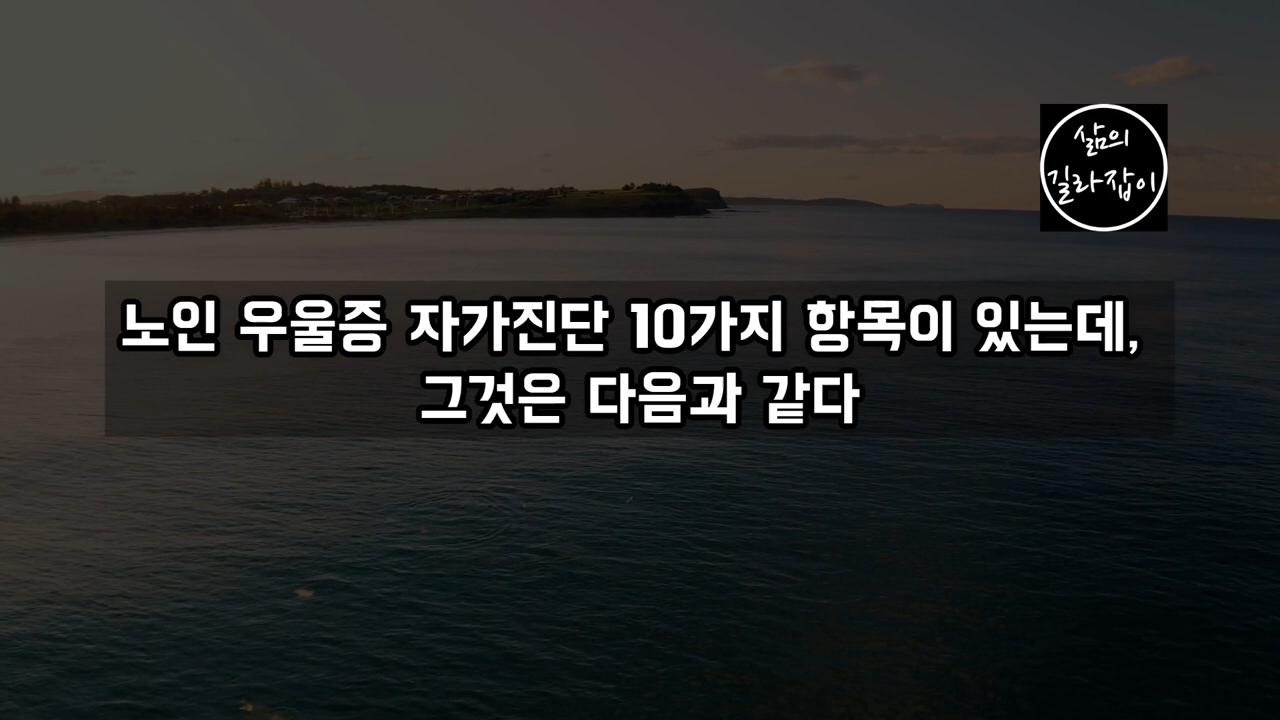 삶의
길라잡이
노인 우울증 자가진단 10가지 항목이 있는데,
그것은 다음과 같다